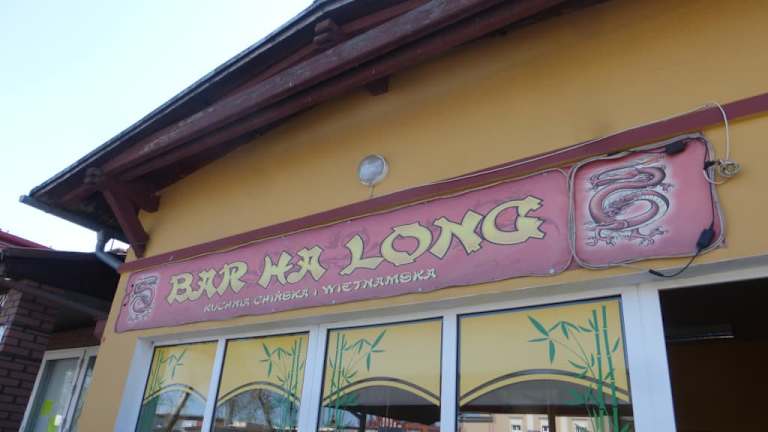 BAR HA LONG
KUCHNIA CHIŃSKA I WIETNAMSKA